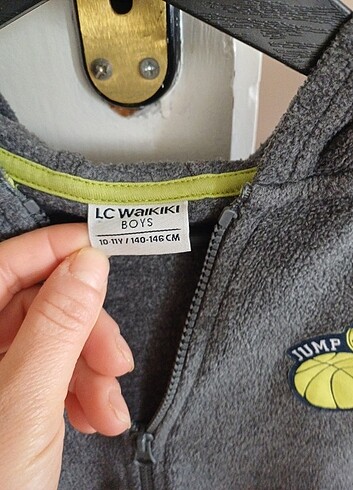 LC WAIKIKI
BOYS
10-11Y / 140-146 CM
JUMP